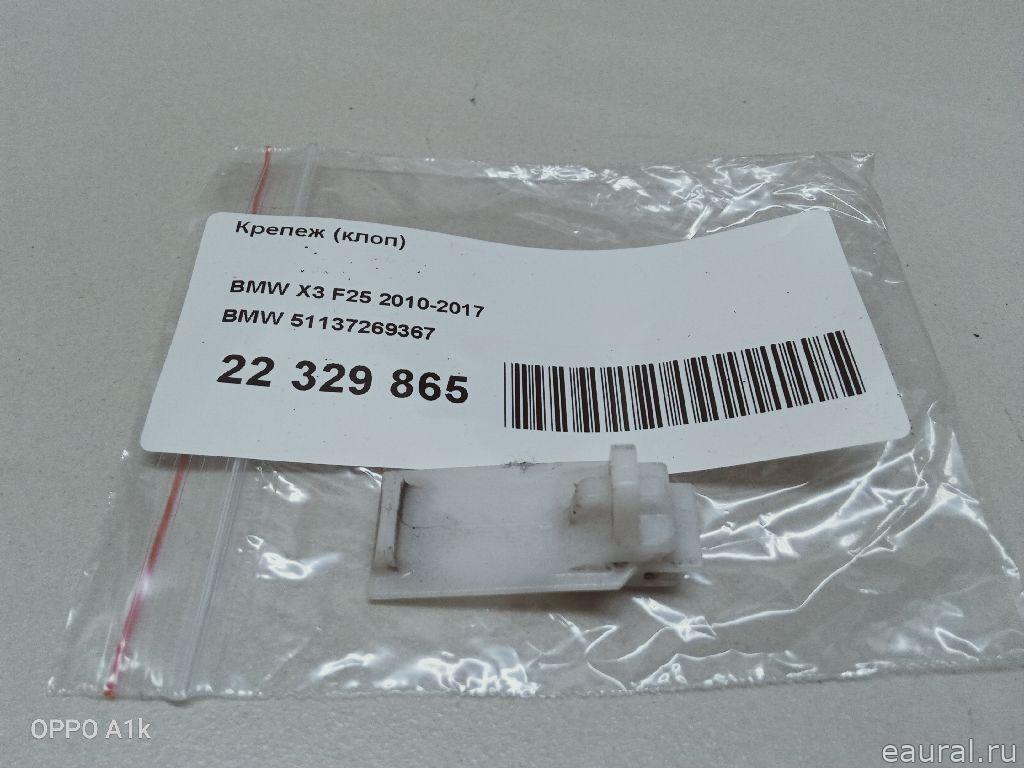 Крепеж (клоп)
BMW X3 F25 2010-2017
BMW 51137269367
22 329 865
OPPO A1k
eaural.ru